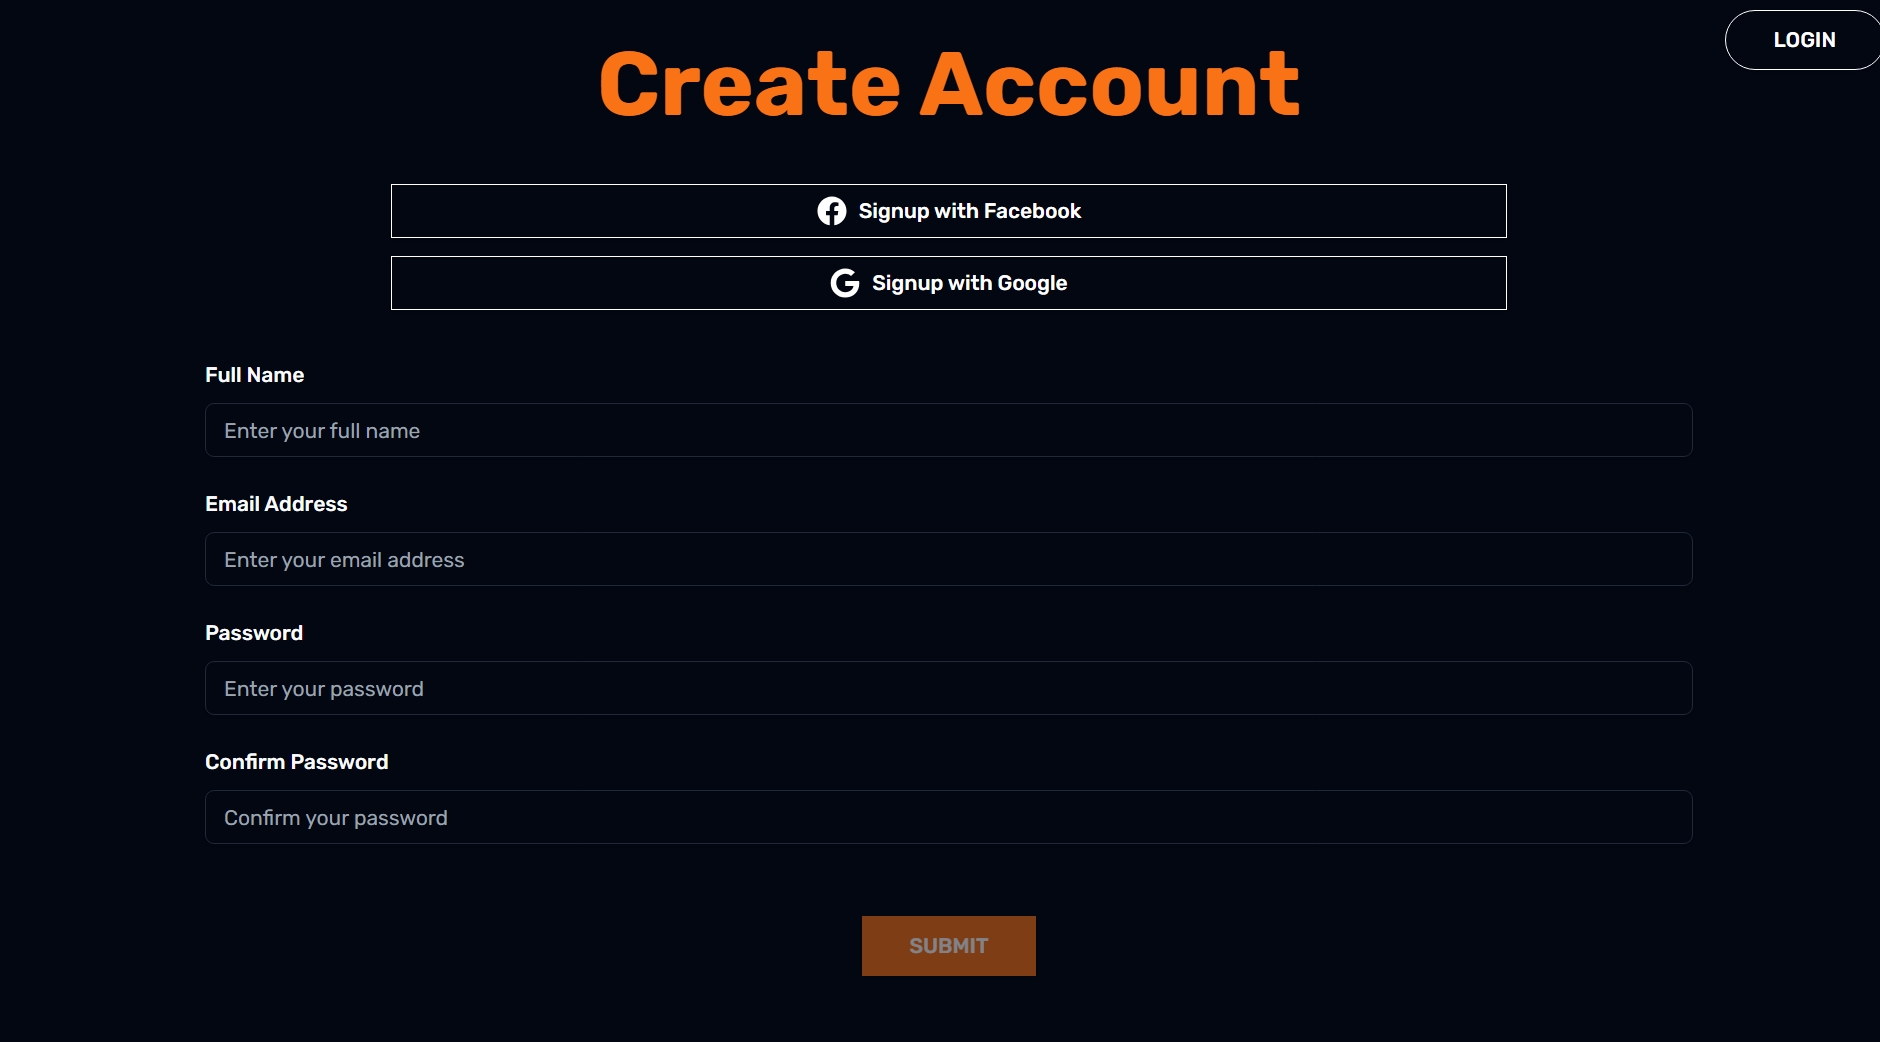 LOGIN
Create Account
Signup with Facebook
Signup with Google
Full Name
Enter your full name
Email Address
Enter your email address
Password
Enter your password
Confirm Password
Confirm your password
SUBMIT